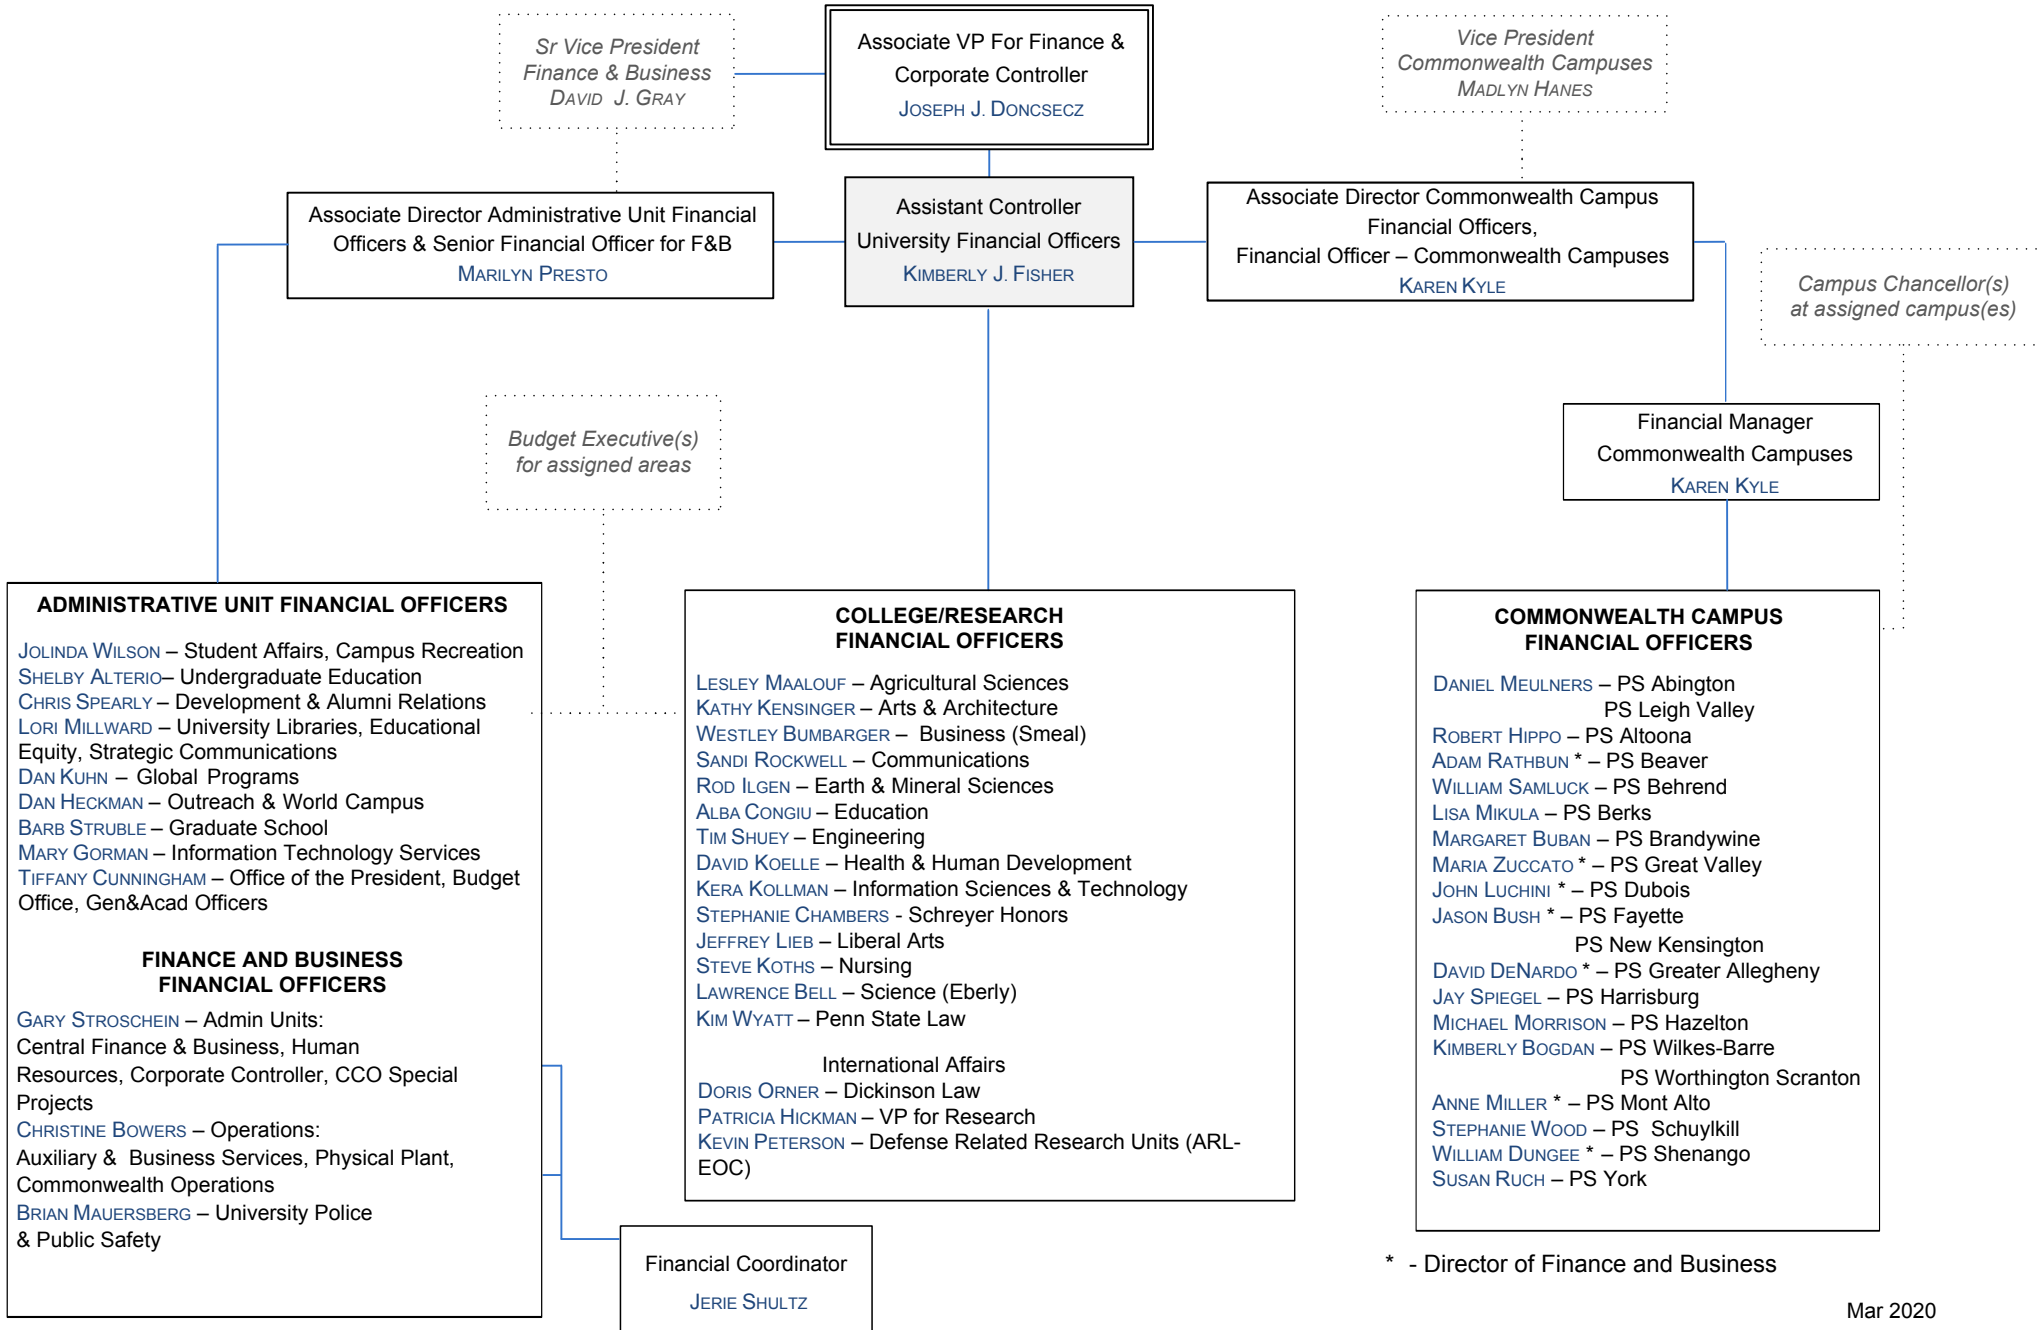 Sr Vice President
Finance & Business
DAVID J. GRAY
Associate VP For Finance &
Corporate Controller
JOSEPH J. DONCSECZ
Vice President
Commonwealth Campuses
MADLYN HANES
Associate Director Administrative Unit Financial
Officers & Senior Financial Officer for F&B
MARILYN PRESTO
Assistant Controller
University Financial Officers
KIMBERLY J. FISHER
Associate Director Commonwealth Campus
Financial Officers,
Financial Officer – Commonwealth Campuses
KAREN KYLE
Campus Chancellor(s)
at assigned campus(es)
Budget Executive(s)
for assigned areas
Financial Manager
Commonwealth Campuses
KAREN KYLE
ADMINISTRATIVE UNIT FINANCIAL OFFICERS
JOLINDA WILSON – Student Affairs, Campus Recreation
SHELBY ALTERIO– Undergraduate Education
CHRIS SPEARLY – Development & Alumni Relations
LORI MILLWARD – University Libraries, Educational
Equity, Strategic Communications
DAN KUHN – Global Programs
DAN HECKMAN – Outreach & World Campus
BARB STRUBLE – Graduate School
MARY GORMAN – Information Technology Services
TIFFANY CUNNINGHAM – Office of the President, Budget
Office, Gen&Acad Officers
FINANCE AND BUSINESS
FINANCIAL OFFICERS
GARY STROSCHEIN – Admin Units:
Central Finance & Business, Human
Resources, Corporate Controller, CCO Special
Projects
CHRISTINE BOWERS – Operations:
Auxiliary & Business Services, Physical Plant,
Commonwealth Operations
BRIAN MAUERSBERG – University Police
& Public Safety
COLLEGE/RESEARCH
FINANCIAL OFFICERS
LESLEY MAALOUF – Agricultural Sciences
KATHY KENSINGER – Arts & Architecture
WESTLEY BUMBARGER – Business (Smeal)
SANDI ROCKWELL – Communications
ROD ILGEN – Earth & Mineral Sciences
ALBA CONGIU – Education
TIM SHUEY – Engineering
DAVID KOELLE – Health & Human Development
KERA KOLLMAN – Information Sciences & Technology
STEPHANIE CHAMBERS - Schreyer Honors
JEFFREY LIEB – Liberal Arts
STEVE KOTHS – Nursing
LAWRENCE BELL – Science (Eberly)
KIM WYATT – Penn State Law
International Affairs
DORIS ORNER – Dickinson Law
PATRICIA HICKMAN – VP for Research
KEVIN PETERSON – Defense Related Research Units (ARL-
EOC)
Financial Coordinator
JERIE SHULTZ
COMMONWEALTH CAMPUS
FINANCIAL OFFICERS
DANIEL MEULNERS – PS Abington
PS Leigh Valley
ROBERT HIPPO – PS Altoona
ADAM RATHBUN * – PS Beaver
WILLIAM SAMLUCK – PS Behrend
LISA MIKULA – PS Berks
MARGARET BUBAN – PS Brandywine
MARIA ZUCCATO * – PS Great Valley
JOHN LUCHINI * – PS Dubois
JASON BUSH * – PS Fayette
PS New Kensington
DAVID DENARDO * – PS Greater Allegheny
JAY SPIEGEL – PS Harrisburg
MICHAEL MORRISON – PS Hazelton
KIMBERLY BOGDAN – PS Wilkes-Barre
PS Worthington Scranton
ANNE MILLER * – PS Mont Alto
STEPHANIE WOOD – PS Schuylkill
WILLIAM DUNGEE * – PS Shenango
SUSAN RUCH – PS York
* - Director of Finance and Business
Mar 2020